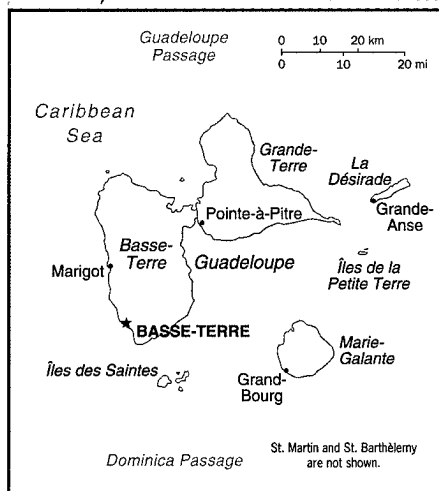 Guadeloupe
Passage
0 10 20 km
0 10 20 mi
Caribbean
Sea
Grande-
Terre
La
Désirade
Pointe-à-Pitre
Grande-
Anse
Basse-
Terre
Guadeloupe
Marigot
Îles de la
Petite Terre
BASSE-TERRE
Marie-
Galante
Îles des Saintes
Grand-
Bourg
St. Martin and St. Barthèlemy
are not shown.
Dominica Passage